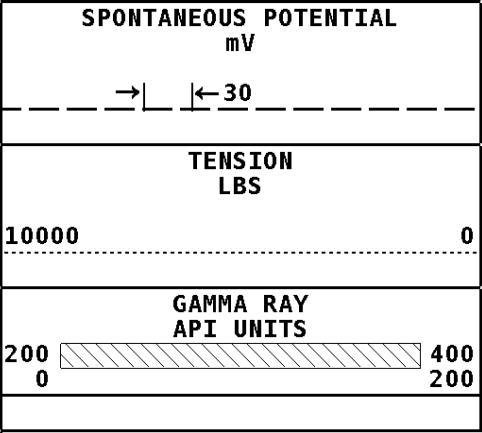 SPONTANEOUS POTENTIAL
mV
→ ←30
TENSION
LBS
10000 0
GAMMA RAY
API UNITS
200 400
0 200